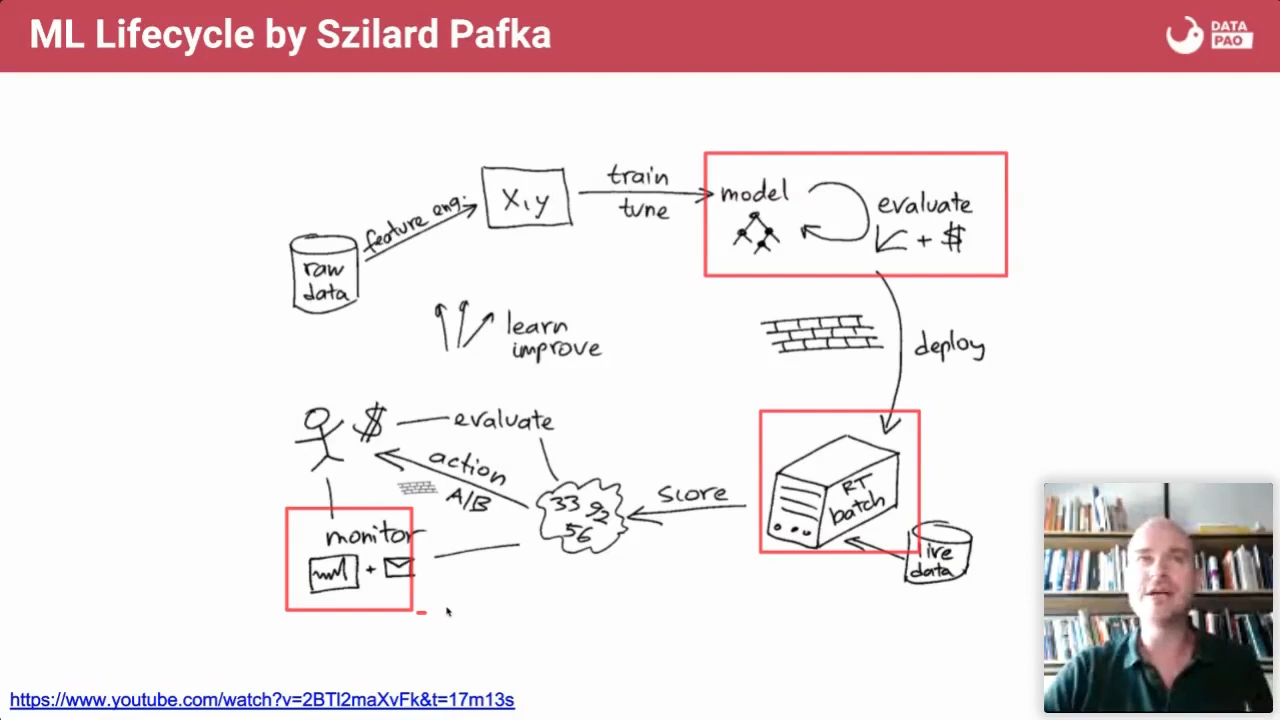 ML Lifecycle by Szilard Pafka
DATA
PAO
raw
data
feature eng.
X,y
train
tune
model
evaluate
+ $
learn
improve
deploy
$
evaluate
action
A/B
33 92
56
score
RT
batch
live
data
monitor
+
https://www.youtube.com/watch?v=2BTI2maXvFk&t=17m13s